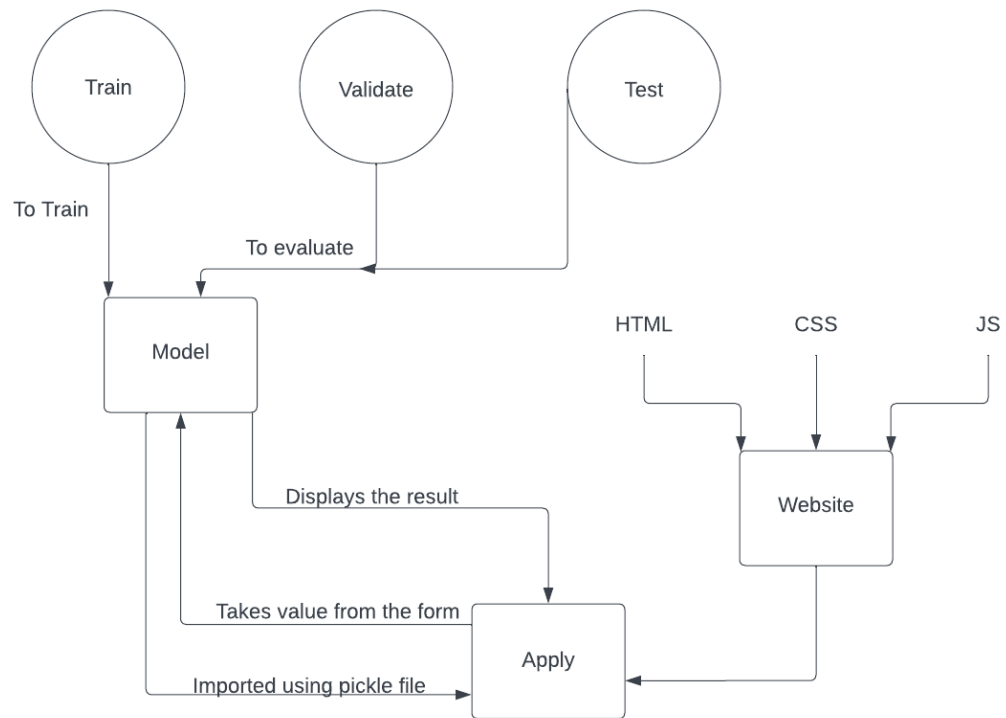 Train
Validate
Test
To Train
To evaluate
HTML
CSS
JS
Model
Website
Displays the result
Takes value from the form
Apply
Imported using pickle file